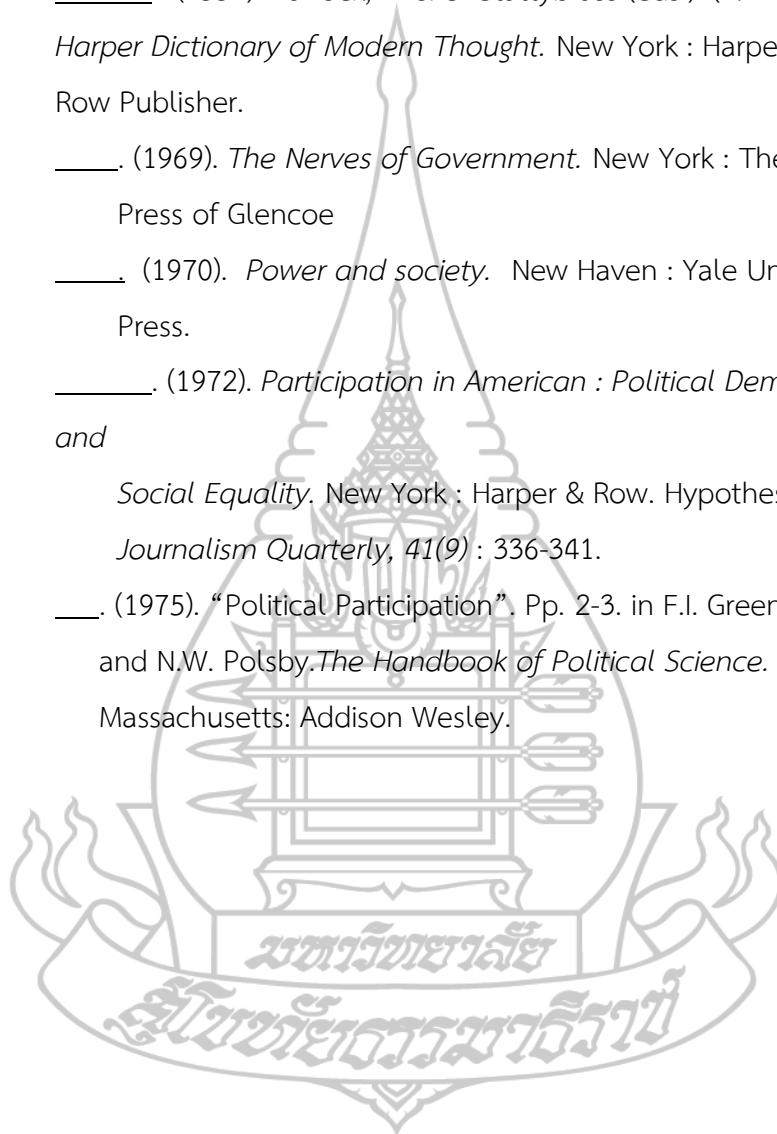 Harper Dictionary of Modern Thought. New York : Harpe
Row Publisher.
_____. (1969). The Nerves of Government. New York : The
Press of Glencoe
_____. (1970). Power and society. New Haven : Yale Un
Press.
_______. (1972). Participation in American : Political Dem
and
Social Equality. New York : Harper & Row. Hypothes
Journalism Quarterly, 41(9) : 336-341.
___. (1975). “Political Participation”. Pp. 2-3. in F.I. Green
and N.W. Polsby.The Handbook of Political Science.
Massachusetts: Addison Wesley.
มหาวิทยาลัย
สุโขทัยธรรมาธิราช